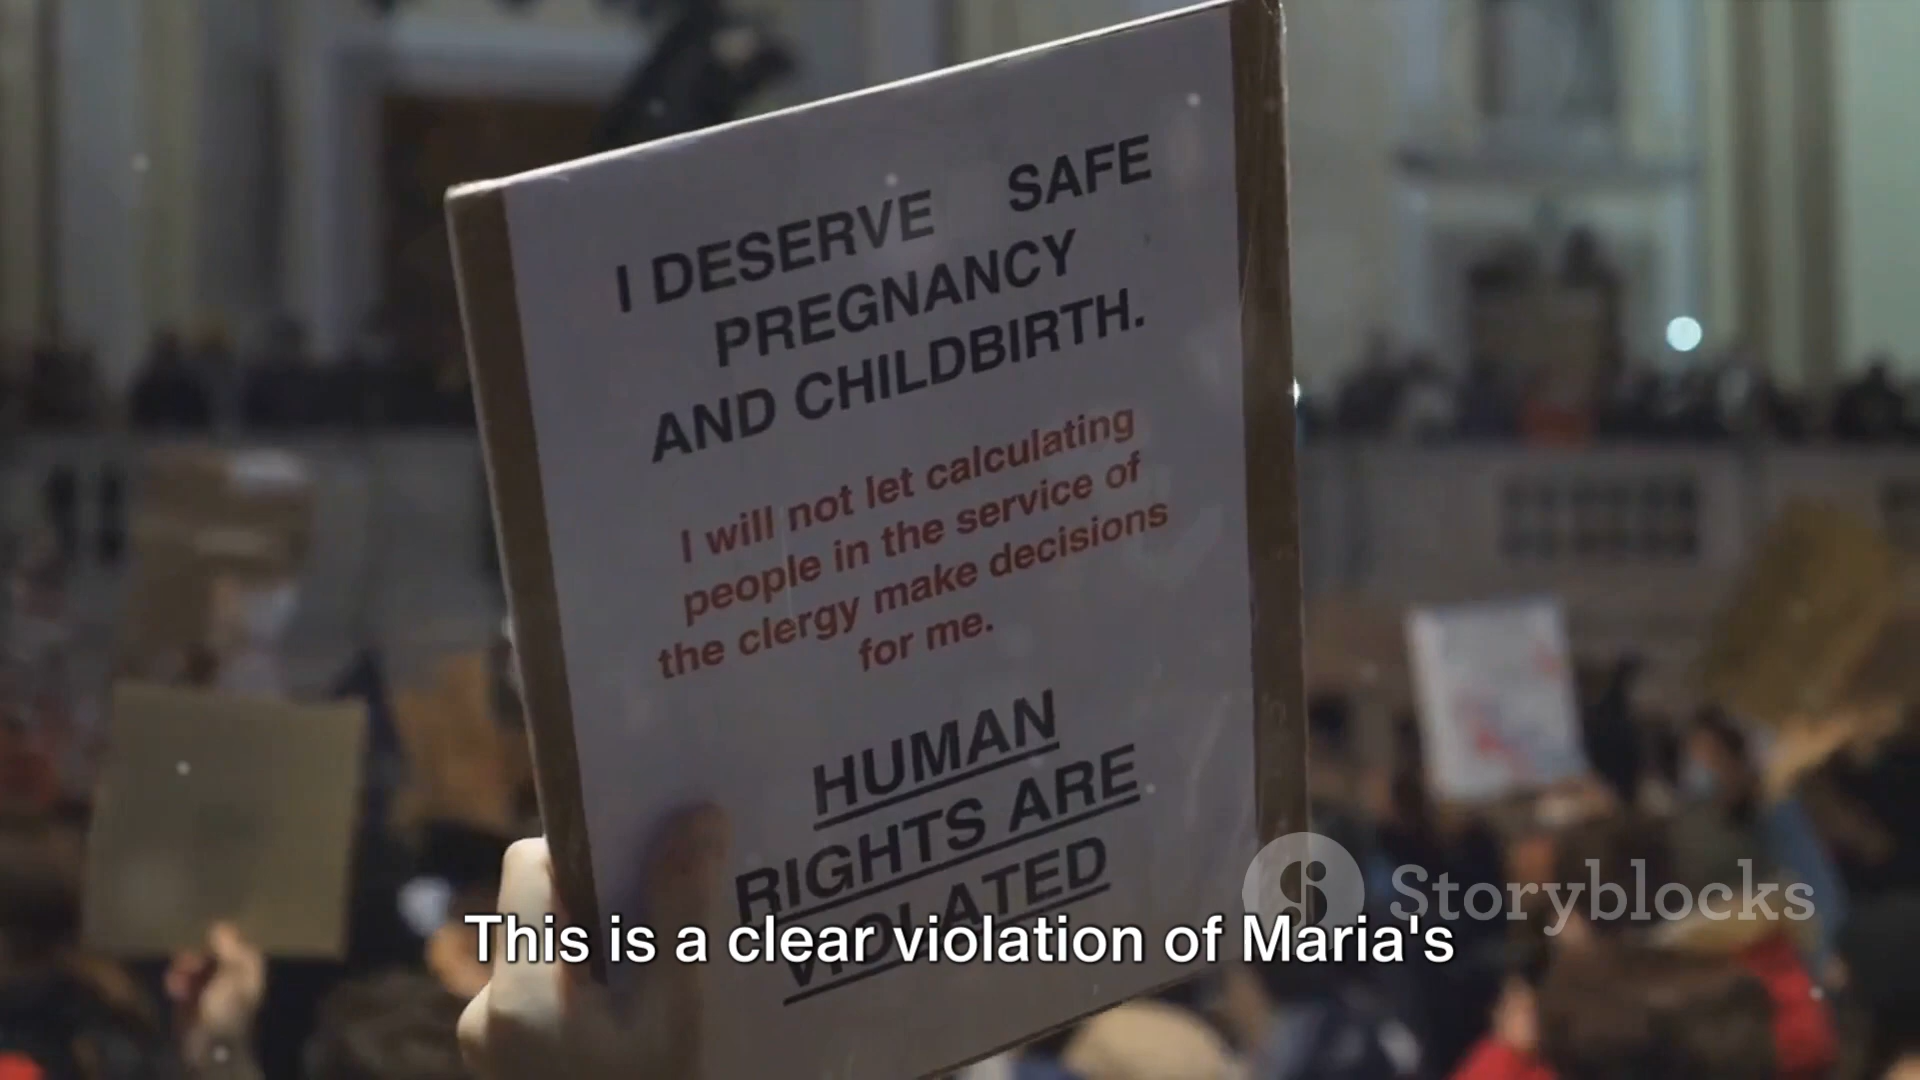 I DESERVE SAFE
PREGNANCY
AND CHILDBIRTH.
I will not let calculating
people in the service of
the clergy make decisions
for me.
HUMAN
RIGHTS ARE
VIOLATED
Storyblocks
This is a clear violation of Maria's